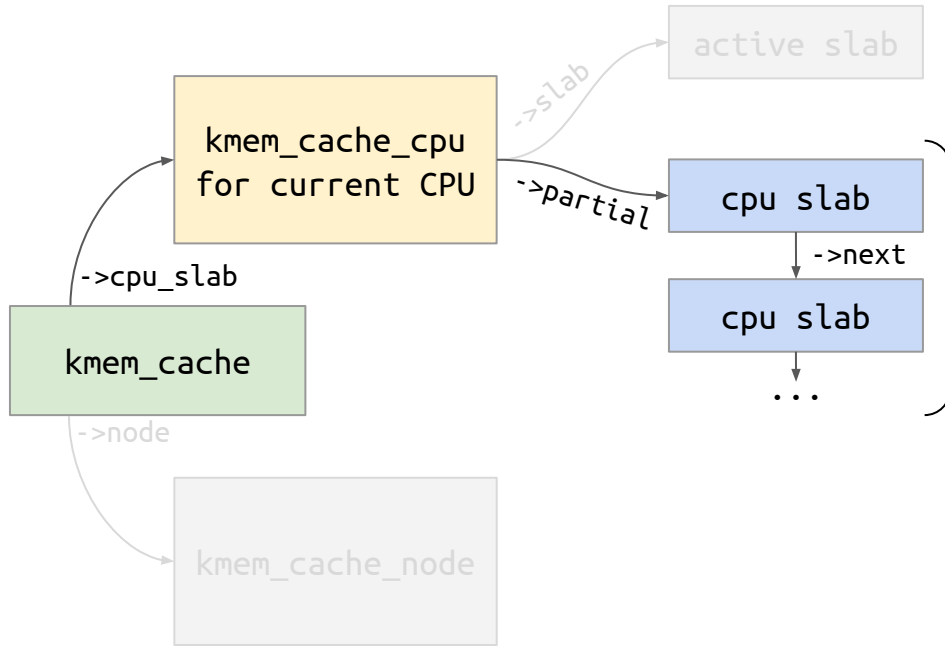 active slab
->slab
kmem_cache_cpu
for current CPU
->partial
cpu slab
->next
->cpu_slab
cpu slab
kmem_cache
...
->node
kmem_cache_node